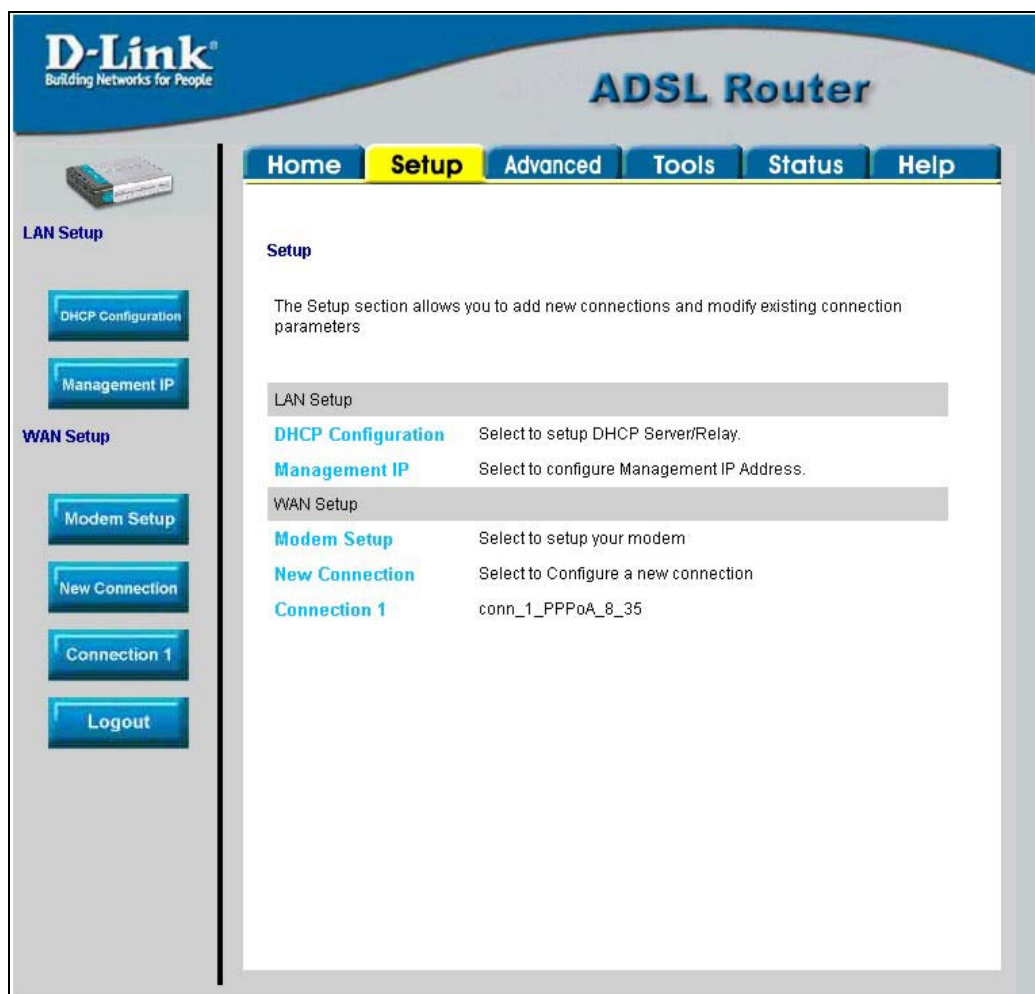 D-Link®
Building Networks for People
ADSL Router
Home Setup Advanced Tools Status Help
LAN Setup
DHCP Configuration
Management IP
WAN Setup
Modem Setup
New Connection
Connection 1
Logout
Setup
The Setup section allows you to add new connections and modify existing connection
parameters
LAN Setup
DHCP Configuration Select to setup DHCP Server/Relay.
Management IP Select to configure Management IP Address.
WAN Setup
Modem Setup Select to setup your modem
New Connection Select to Configure a new connection
Connection 1 conn_1_PPPoA_8_35